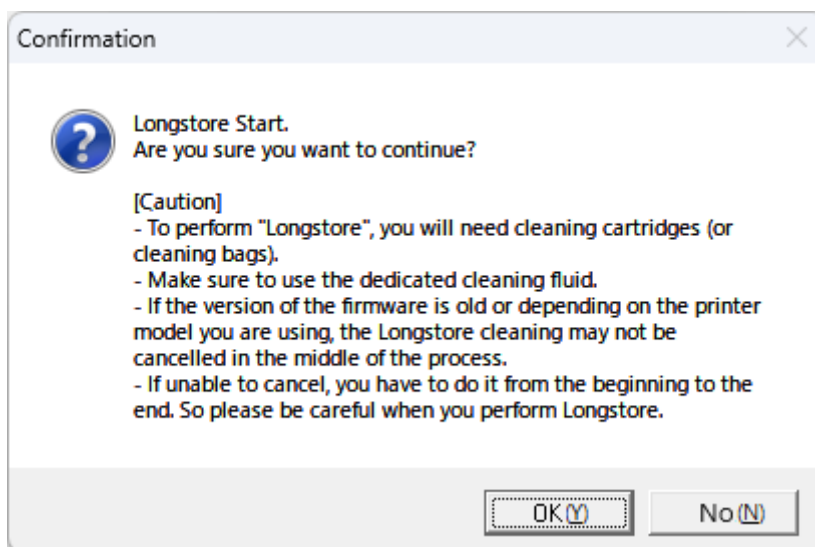 Confirmation
Longstore Start.
Are you sure you want to continue?
[Caution]
- To perform "Longstore", you will need cleaning cartridges (or
cleaning bags).
- Make sure to use the dedicated cleaning fluid.
- If the version of the firmware is old or depending on the printer
model you are using, the Longstore cleaning may not be
cancelled in the middle of the process.
- If unable to cancel, you have to do it from the beginning to the
end. So please be careful when you perform Longstore.
OK(Y)
No(N)